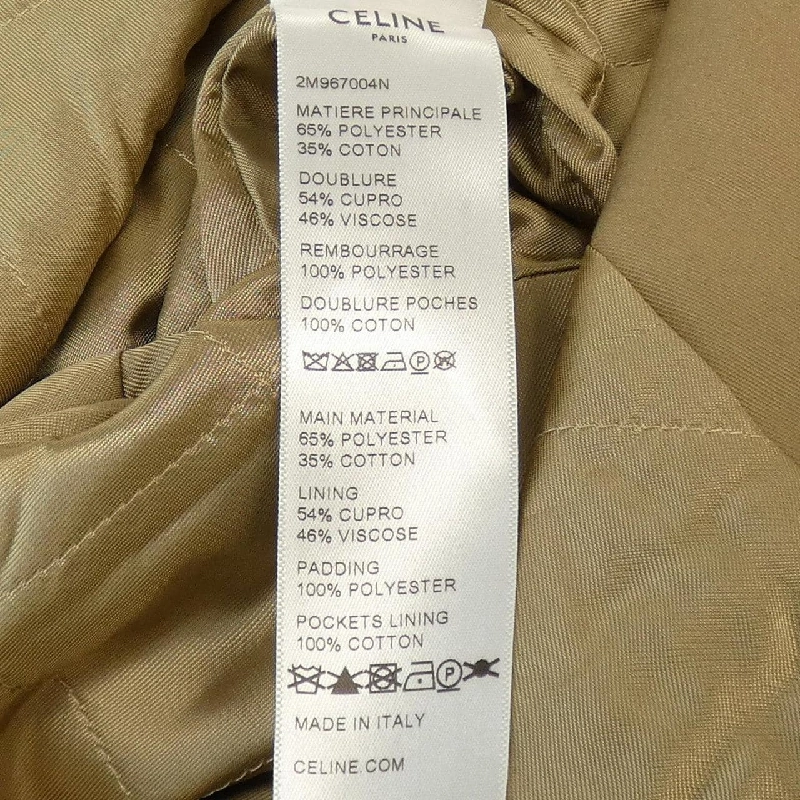 CELINE
PARIS
2M967004N
MATIERE PRINCIPALE
65% POLYESTER
35% COTON
DOUBLURE
54% CUPRO
46% VISCOSE
REMBOURRAGE
100% POLYESTER
DOUBLURE POCHES
100% COTON
P
MAIN MATERIAL
65% POLYESTER
35% COTTON
LINING
54% CUPRO
46% VISCOSE
PADDING
100% POLYESTER
POCKETS LINING
100% COTTON
P
MADE IN ITALY
CELINE.COM